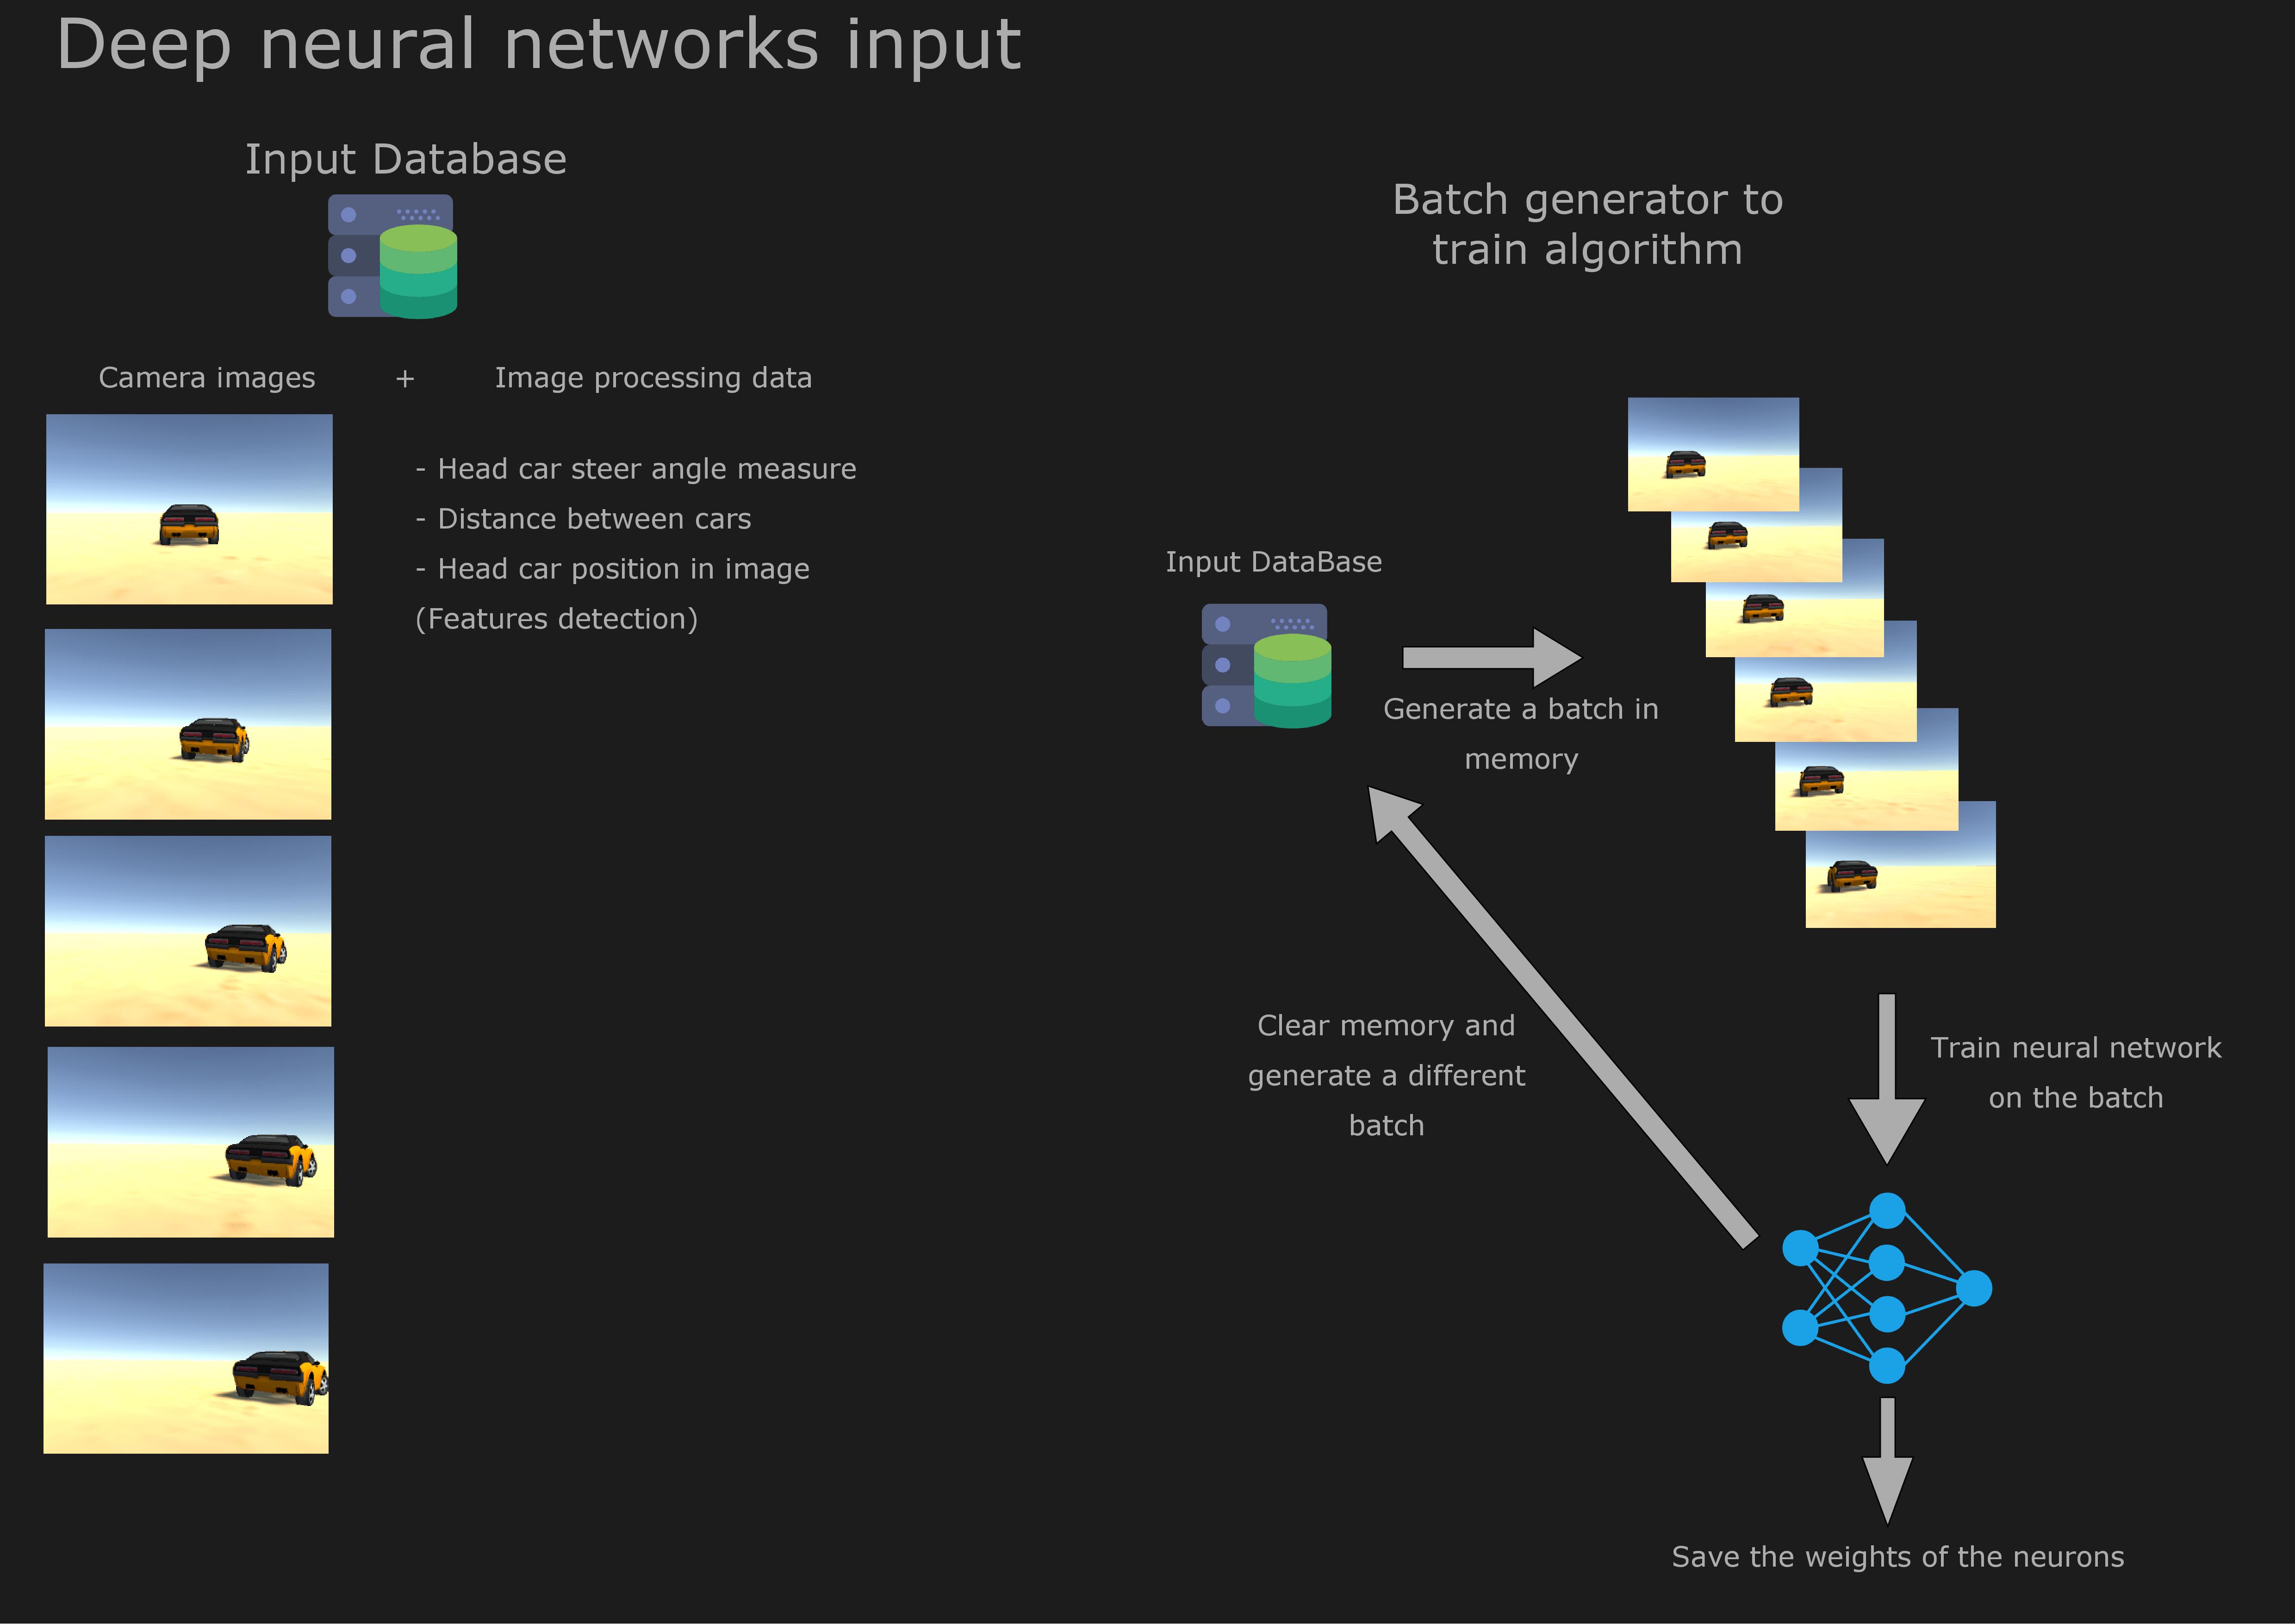 Deep neural networks input
Input Database
Camera images + Image processing data
- Head car steer angle measure
- Distance between cars
- Head car position in image
(Features detection)
Batch generator to
train algorithm
Input DataBase
Generate a batch in
memory
Clear memory and
generate a different
batch
Train neural network
on the batch
Save the weights of the neurons